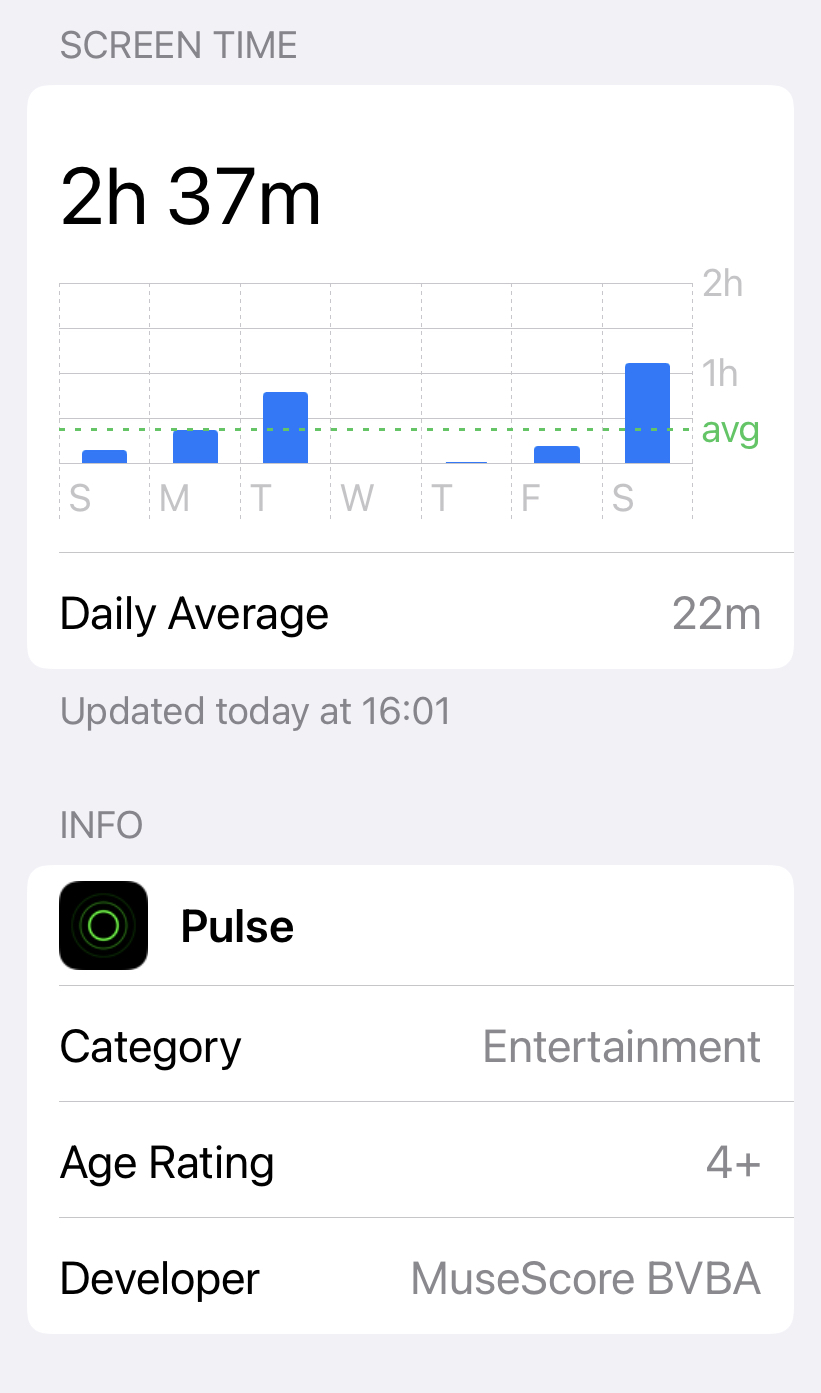 SCREEN TIME
2h 37m
2h
1h
avg
S M T W T F S
Daily Average 22m
Updated today at 16:01
INFO
Pulse
Category Entertainment
Age Rating 4+
Developer MuseScore BVBA